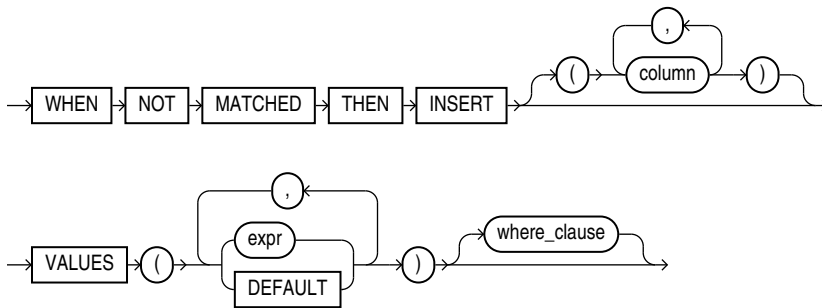 ,
( column )
WHEN NOT MATCHED THEN INSERT
,
expr
VALUES ( )
DEFAULT
where_clause